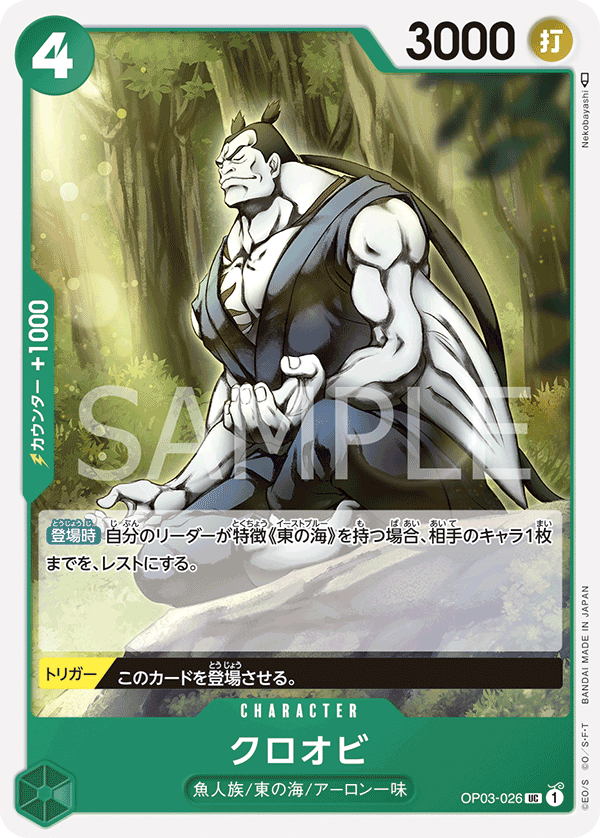 4
3000
打
Nekobayashi
カウンター +1000
SAMPLE
登場時 自分のリーダーが特徴《東の海》を持つ場合、相手のキャラ1枚
までを、レストにする。
トリガー このカードを登場させる。
CHARACTER
クロオビ
魚人族/東の海/アーロン一味
OP03-026 UC 1
©E.O/S ©O/S･F･T BANDAI MADE IN JAPAN